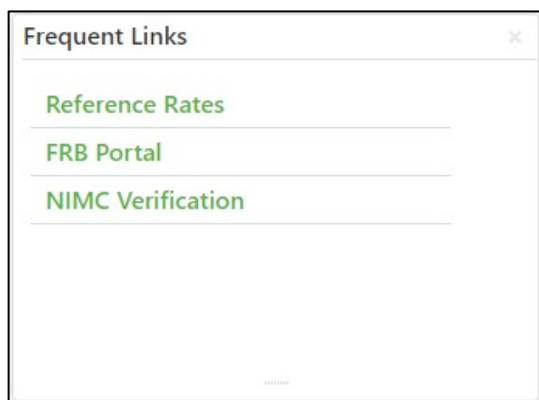 Frequent Links
Reference Rates
FRB Portal
NIMC Verification